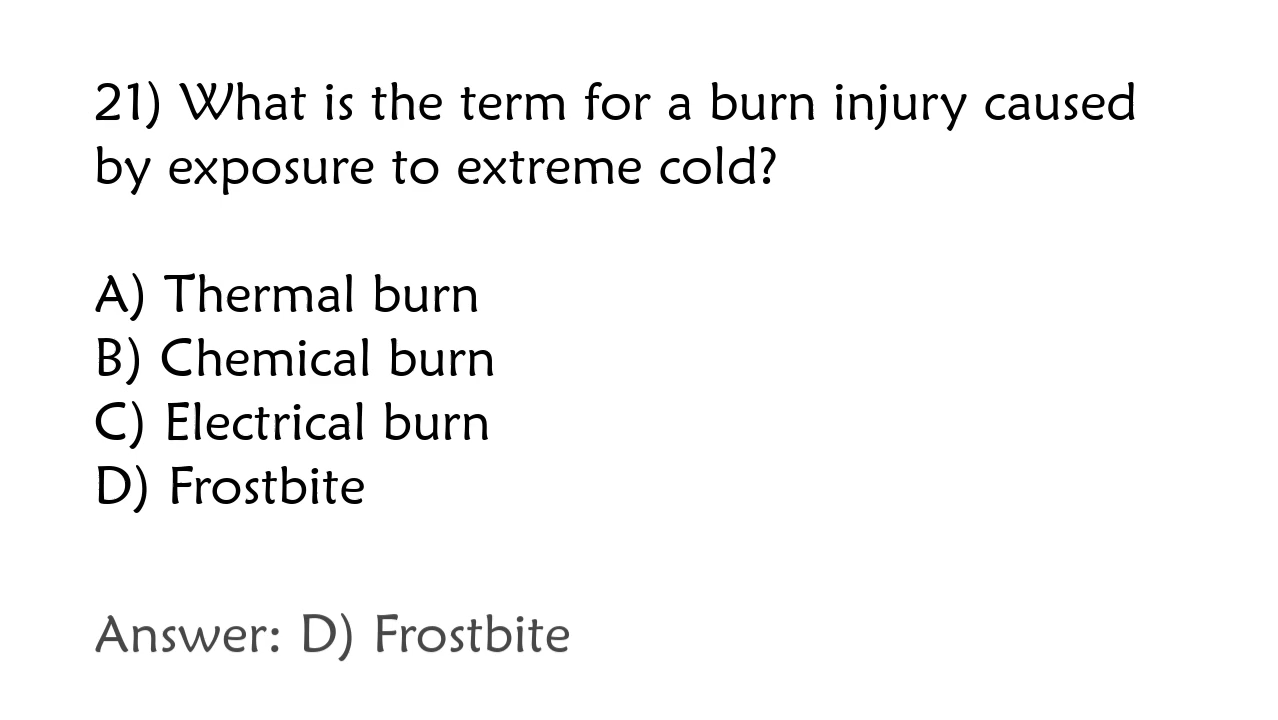 21) What is the term for a burn injury caused
by exposure to extreme cold?
A) Thermal burn
B) Chemical burn
C) Electrical burn
D) Frostbite
Answer: D) Frostbite